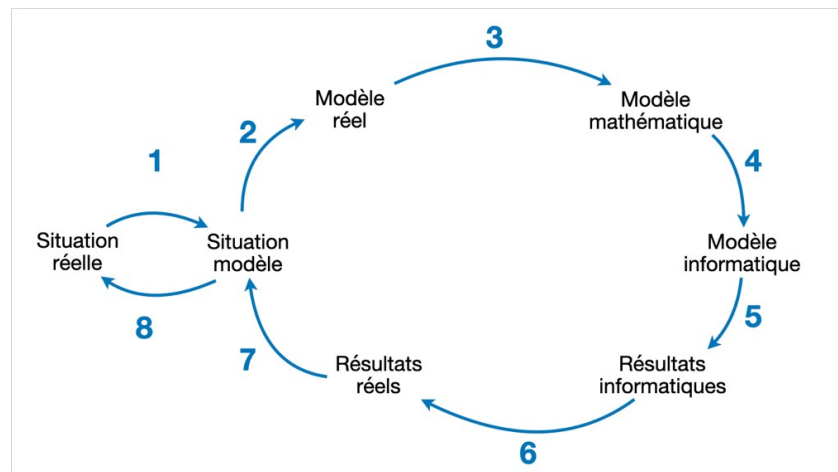 3
Modèle
réel
Modèle
mathématique
2
4
1
Situation
réelle
Situation
modèle
Modèle
informatique
8
7
5
Résultats
réels
Résultats
informatiques
6